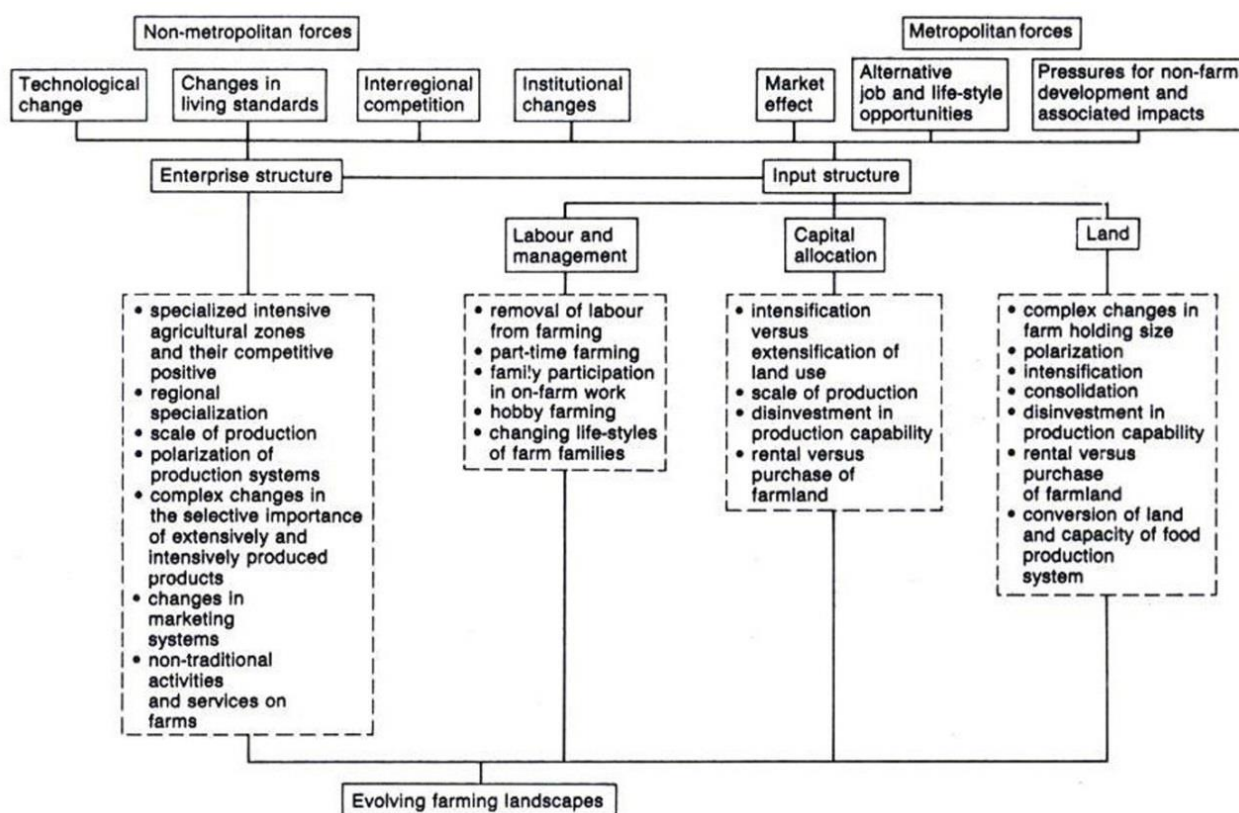 Non-metropolitan forces
Metropolitan forces
Technological
change
Changes in
living standards
Interregional
competition
Institutional
changes
Market
effect
Alternative
job and life-style
opportunities
Pressures for non-farm
development and
associated impacts
Enterprise structure
Input structure
Labour and
management
Capital
allocation
Land
• specialized intensive
agricultural zones
and their competitive
positive
• regional
specialization
• scale of production
• polarization of
production systems
• complex changes in
the selective importance
of extensively and
intensively produced
products
• changes in
marketing
systems
• non-traditional
activities
and services on
farms
• removal of labour
from farming
• part-time farming
• family participation
in on-farm work
• hobby farming
• changing life-styles
of farm families
• intensification
versus
extensification of
land use
• scale of production
• disinvestment in
production capability
• rental versus
purchase of
farmland
• complex changes in
farm holding size
• polarization
• intensification
• consolidation
• disinvestment in
production capability
• rental versus
purchase
of farmland
• conversion of land
and capacity of food
production
system
Evolving farming landscapes